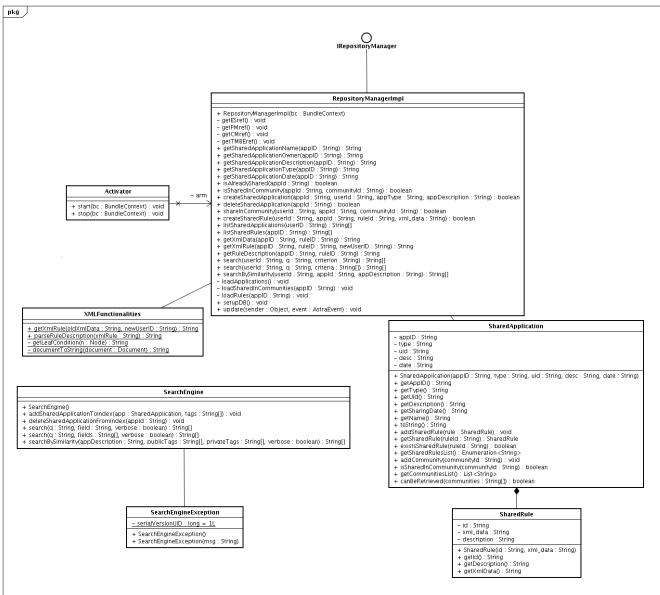 pkg
IRepositoryManager
RepositoryManagerImpl
+ RepositoryManagerImpl(bc : BundleContext)
- getESref() : void
- getPMref() : void
- getCMref() : void
- getTMBEref() : void
+ getSharedApplicationName(appID : String) : String
+ getSharedApplicationOwner(appID : String) : String
+ getSharedApplicationDescription(appID : String) : String
+ getSharedApplicationType(appID : String) : String
+ getSharedApplicationDate(appID : String) : String
+ isAlreadyShared(appId : String) : boolean
+ isSharedInCommunity(appId : String, communityId : String) : boolean
+ createSharedApplication(appId : String, userId : String, appType : String, appDescription : String) : boolean
+ deleteSharedApplication(appId : String) : boolean
+ shareInCommunity(userId : String, appId : String, communityId : String) : boolean
+ createSharedRule(userId : String, appId : String, ruleId : String, xml_data : String) : boolean
+ listSharedApplications(userID : String) : String[]
+ listSharedRules(appID : String) : String[]
+ getXmlData(appID : String, ruleID : String) : String
+ getXmlRule(appID : String, ruleID : String, newUserID : String) : String
+ getRuleDescription(appID : String, ruleID : String) : String
+ search(userId : String, q : String, criterion : String) : String[]
+ search(userId : String, q : String, criteria : String[]) : String[]
+ searchBySimilarity(userId : String, appId : String, appDescription : String) : String[]
- loadApplications() : void
- loadSharedInCommunities(appID : String) : void
- loadRules(appID : String) : void
+ setupDB() : void
+ update(sender : Object, event : AstraEvent) : void
Activator
+ start(bc : BundleContext) : void
+ stop(bc : BundleContext) : void
- arm
XMLFunctionalities
+ getXmlRule(oldXmlData : String, newUserID : String) : String
+ parseRuleDescription(xmlRule : String) : String
- getLeafCondition(n : Node) : String
- documentToString(document : Document) : String
SharedApplication
- appID : String
- type : String
- uid : String
- desc : String
- date : String
+ SharedApplication(appID : String, type : String, uid : String, desc : String, date : String)
+ getAppID() : String
+ getType() : String
+ getUid() : String
+ getDescription() : String
+ getSharingDate() : String
+ getName() : String
+ toString() : String
+ addSharedRule(rule : SharedRule) : void
+ getSharedRule(ruleId : String) : SharedRule
+ existsSharedRule(ruleId : String) : boolean
+ getSharedRulesList() : Enumeration<String>
+ addCommunity(communityId : String) : void
+ isSharedInCommunity(communityId : String) : boolean
+ getCommunitiesList() : List<String>
+ canBeRetrieved(communities : String[]) : boolean
SearchEngine
+ SearchEngine()
+ addSharedApplicationToIndex(app : SharedApplication, tags : String[]) : void
+ deleteSharedApplicationFromIndex(appId : String) : void
+ search(q : String, field : String, verbose : boolean) : String[]
+ search(q : String, fields : String[], verbose : boolean) : String[]
+ searchBySimilarity(appDescription : String, publicTags : String[], privateTags : String[], verbose : boolean) : String[]
SearchEngineException
- serialVersionUID : long = 1L
+ SearchEngineException()
+ SearchEngineException(msg : String)
SharedRule
- id : String
- xml_data : String
- description : String
+ SharedRule(id : String, xml_data : String)
+ getId() : String
+ getDescription() : String
+ getXmlData() : String